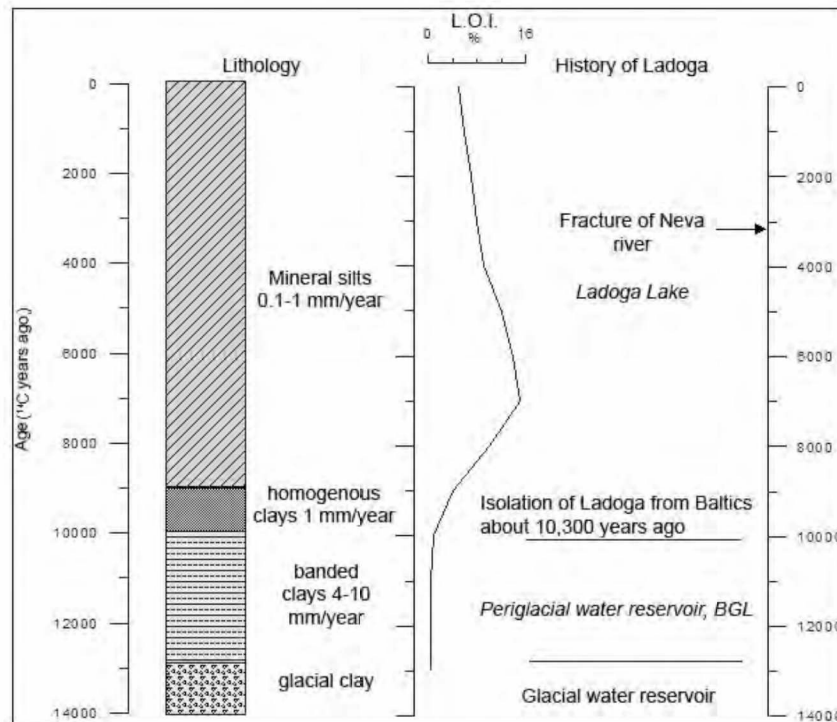 L.O.I.
%
0 16
Lithology
History of Ladoga
Age (¹⁴C years ago)
0
2000
4000
6000
8000
10000
12000
14000
Mineral silts
0.1-1 mm/year
homogenous
clays 1 mm/year
banded
clays 4-10
mm/year
glacial clay
Fracture of Neva
river
Ladoga Lake
Isolation of Ladoga from Baltics
about 10,300 years ago
Periglacial water reservoir, BGL
Glacial water reservoir
0
2000
4000
6000
8000
10000
12000
1400